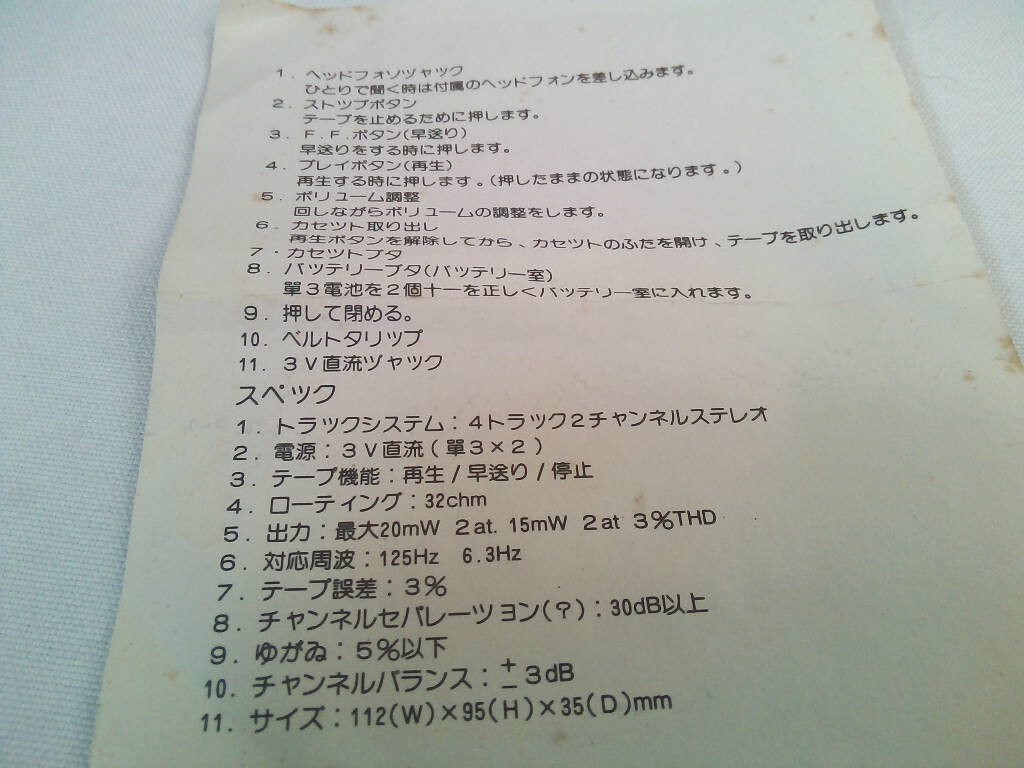 1. ヘッドフォソヅャック
ひとりで聞く時は付属のヘッドフォンを差し込みます。
2. ストツプボタン
テープを止めるために押します。
3. F.F.ボタン(早送り)
早送りをする時に押します。
4. プレイボタン(再生)
再生する時に押します。(押したままの状態になります。)
5. ボリューム調整
回しながらボリュームの調整をします。
6. カセツト取り出し
再生ボタンを解除してから、カセツトのふたを開け、テープを取り出します。
7・カセツトブタ
8. バツテリーブタ(バッテリー室)
單3電池を2個十一を正しくバッテリー室に入れます。
9. 押して閉める。
10. ベルトタリップ
11. 3V直流ヅャック
スペック
1. トラックシステム:4トラック2チャンネルステレオ
2. 電源:3V直流(單3×2)
3. テープ機能:再生/早送り/停止
4. ローティング:32chm
5. 出力:最大20mW 2at. 15mW 2at 3%THD
6. 対応周波:125Hz 6.3Hz
7. テープ誤差:3%
8. チャンネルセパレーツョン(?):30dB以上
9. ゆがゐ:5%以下
10. チャンネルバランス:±3dB
11. サイズ:112(W)×95(H)×35(D)mm